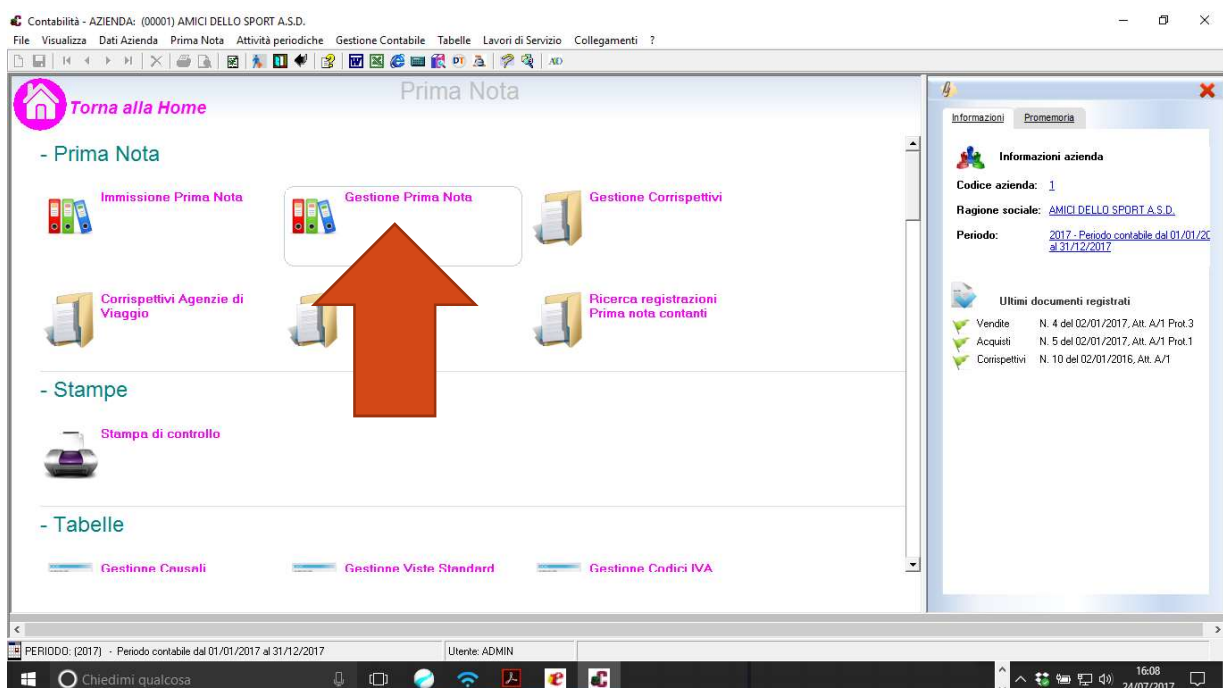 Contabilità - AZIENDA: (00001) AMICI DELLO SPORT A.S.D.
File Visualizza Dati Azienda Prima Nota Attività periodiche Gestione Contabile Tabelle Lavori di Servizio Collegamenti ?
Prima Nota
Torna alla Home
- Prima Nota
Immissione Prima Nota
Gestione Prima Nota
Gestione Corrispettivi
Corrispettivi Agenzie di
Viaggio
Ricerca registrazioni
Prima nota contanti
- Stampe
Stampa di controllo
- Tabelle
Gestione Causali
Gestione Viste Standard
Gestione Codici IVA
Informazioni Promemoria
Informazioni azienda
Codice azienda: 1
Ragione sociale: AMICI DELLO SPORT A.S.D.
Periodo: 2017 - Periodo contabile dal 01/01/20
al 31/12/2017
Ultimi documenti registrati
Vendite N. 4 del 02/01/2017, Att. A/1 Prot.3
Acquisti N. 5 del 02/01/2017, Att. A/1 Prot.1
Corrispettivi N. 10 del 02/01/2016, Att. A/1
PERIODO: (2017) - Periodo contabile dal 01/01/2017 al 31/12/2017
Utente: ADMIN
Chiedimi qualcosa
16:08
24/07/2017